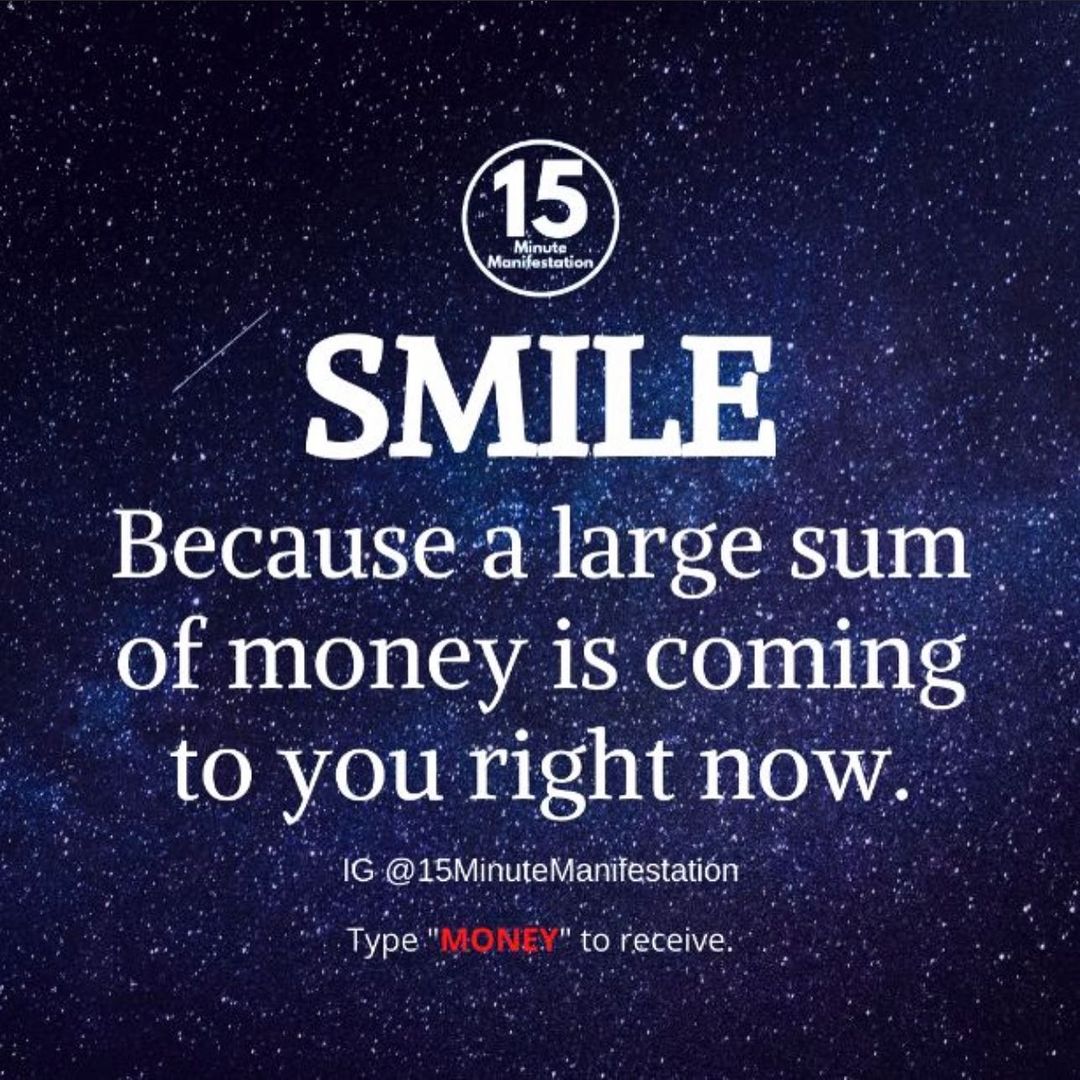 15
Minute
Manifestation
SMILE
Because a large sum
of money is coming
to you right now.
IG @15MinuteManifestation
Type "MONEY" to receive.